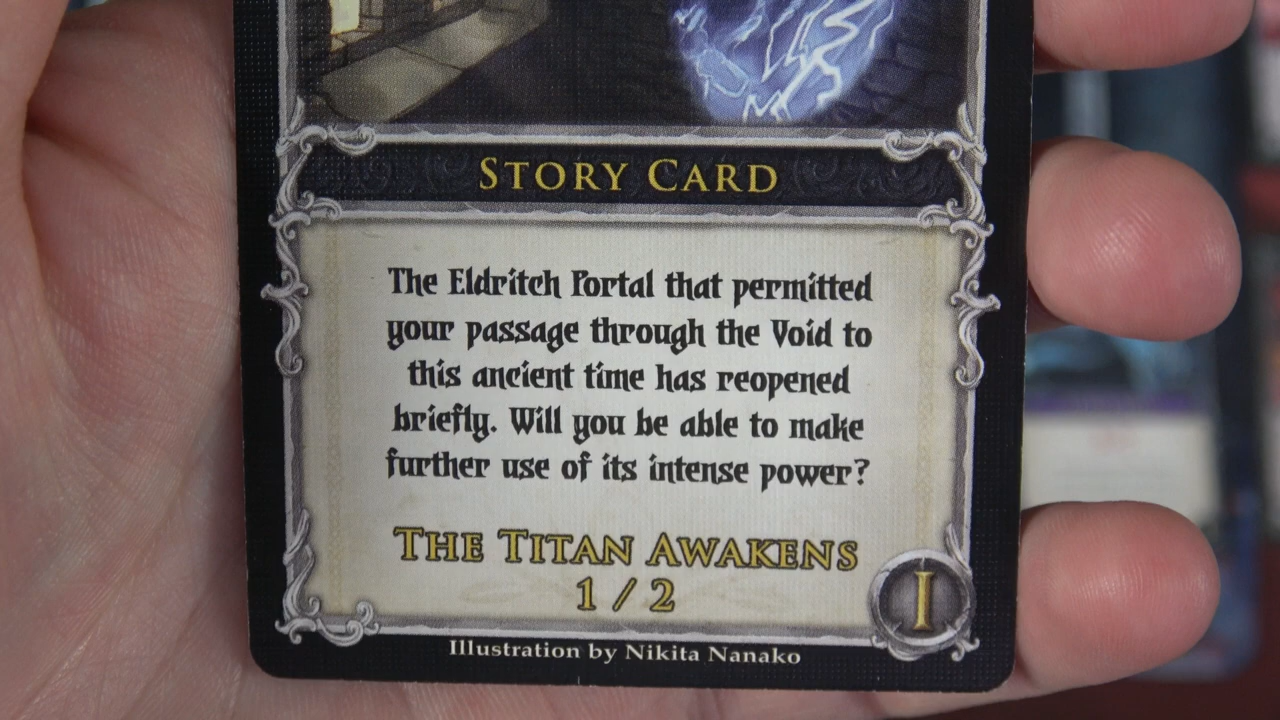 STORY CARD
The Eldritch Portal that permitted
your passage through the Void to
this ancient time has reopened
briefly. Will you be able to make
further use of its intense power?
THE TITAN AWAKENS
1 / 2
I
Illustration by Nikita Nanako